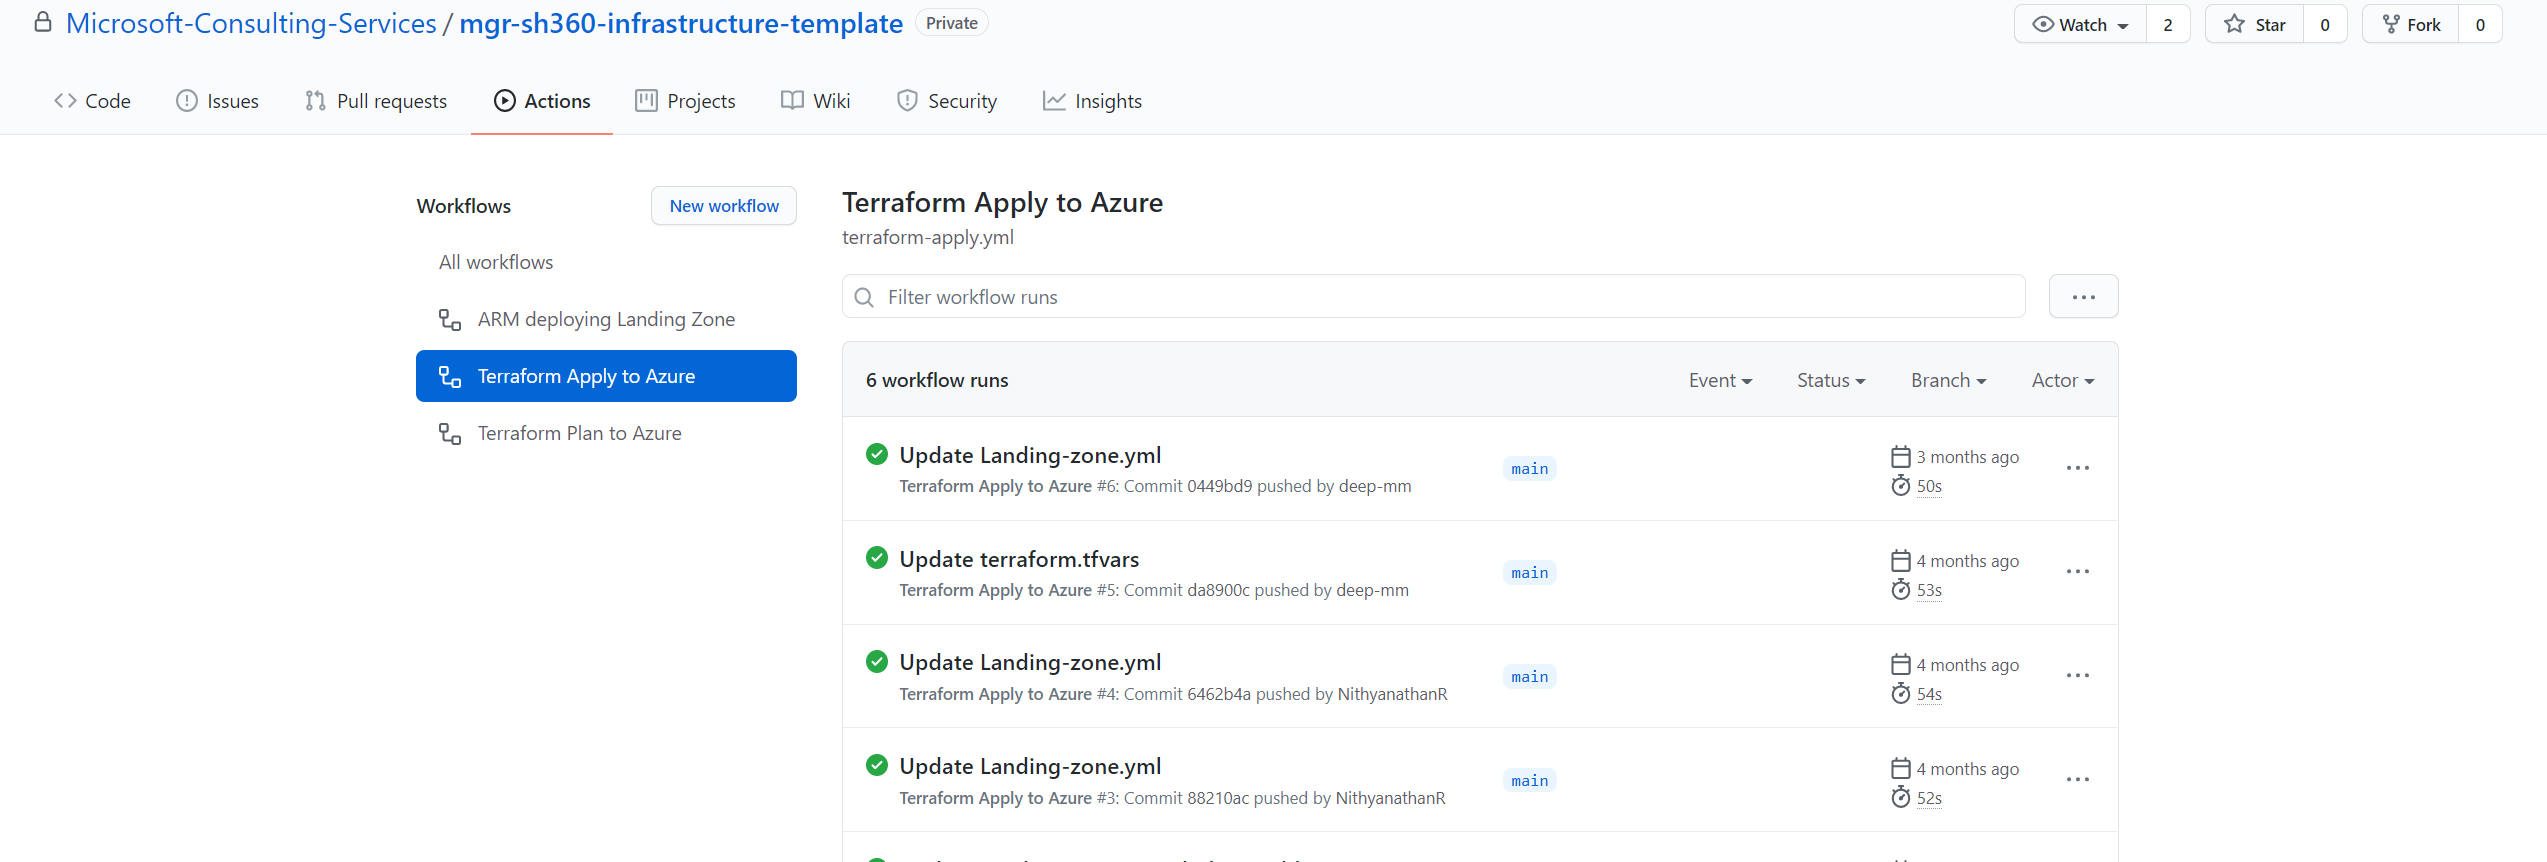 Microsoft-Consulting-Services / mgr-sh360-infrastructure-template Private
Watch 2 Star 0 Fork 0
Code Issues Pull requests Actions Projects Wiki Security Insights
Workflows
New workflow
All workflows
ARM deploying Landing Zone
Terraform Apply to Azure
Terraform Plan to Azure
Terraform Apply to Azure
terraform-apply.yml
Filter workflow runs
6 workflow runs Event Status Branch Actor
Update Landing-zone.yml
Terraform Apply to Azure #6: Commit 0449bd9 pushed by deep-mm
main
3 months ago
50s
Update terraform.tfvars
Terraform Apply to Azure #5: Commit da8900c pushed by deep-mm
main
4 months ago
53s
Update Landing-zone.yml
Terraform Apply to Azure #4: Commit 6462b4a pushed by NithyanathanR
main
4 months ago
54s
Update Landing-zone.yml
Terraform Apply to Azure #3: Commit 88210ac pushed by NithyanathanR
main
4 months ago
52s